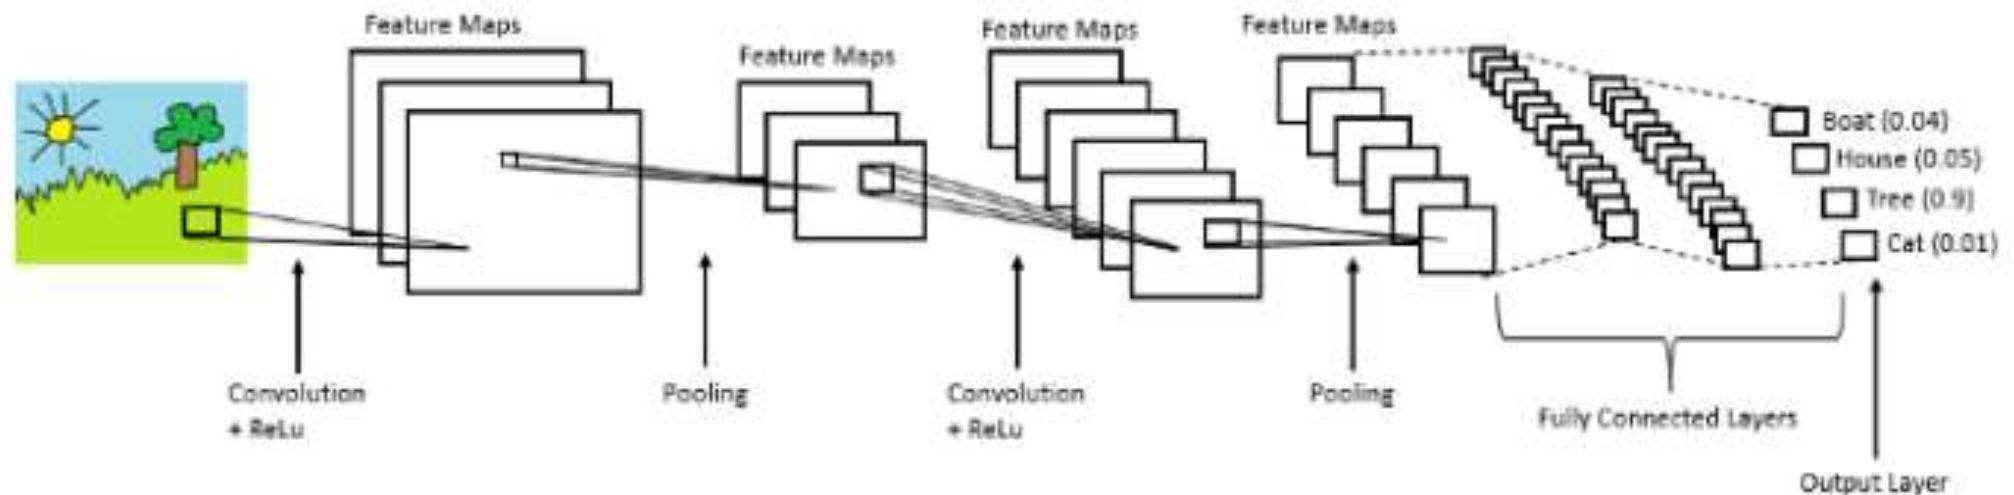 Feature Maps
Feature Maps
Feature Maps
Feature Maps
Boat (0.04)
House (0.05)
Tree (0.9)
Cat (0.01)
Convolution
+ ReLu
Pooling
Convolution
+ ReLu
Pooling
Fully Connected Layers
Output Layer